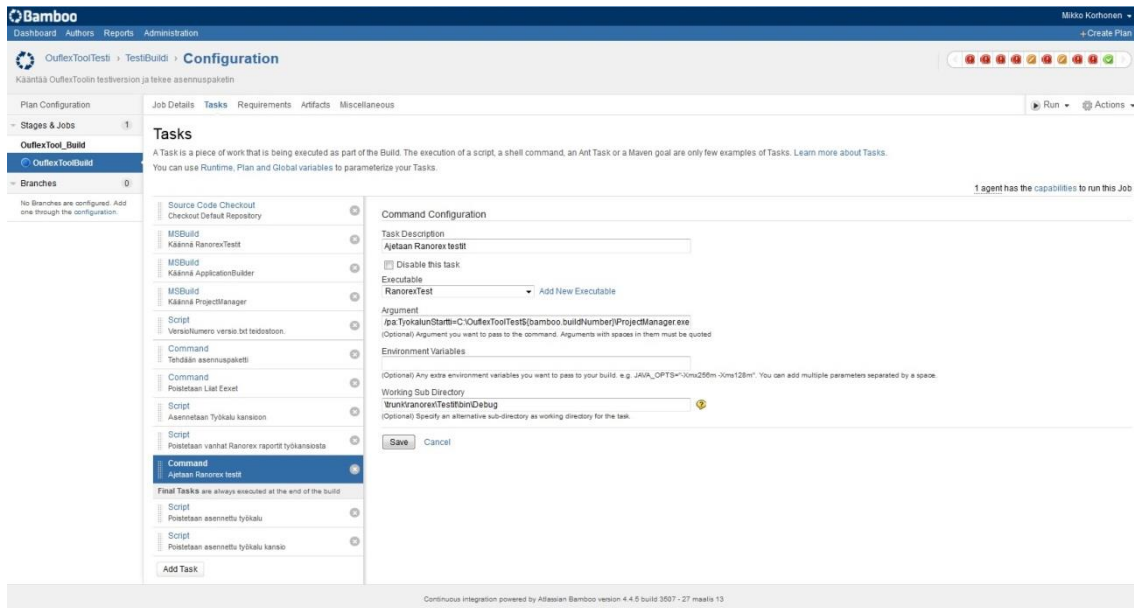 Bamboo
Mikko Korhonen
Dashboard Authors Reports Administration
+Create Plan
OuflexToolTesti › TestiBuildi › Configuration
Kääntää OuflexToolin testiversion ja tekee asennuspaketin
Plan Configuration
Job Details Tasks Requirements Artifacts Miscellaneous
Run Actions
Stages & Jobs 1
OuflexTool_Build
OuflexToolBuild
Branches 0
No Branches are configured. Add
one through the configuration.
Tasks
A Task is a piece of work that is being executed as part of the Build. The execution of a script, a shell command, an Ant Task or a Maven goal are only few examples of Tasks. Learn more about Tasks.
You can use Runtime, Plan and Global variables to parameterize your Tasks.
1 agent has the capabilities to run this Job
Source Code Checkout
Checkout Default Repository
MSBuild
Käännä RanorexTestit
MSBuild
Käännä ApplicationBuilder
MSBuild
Käännä ProjectManager
Script
VersioNumero versio.txt teidostoon.
Command
Tehdään asennuspaketti
Command
Poistetaan Liiat Eexet
Script
Asennetaan Työkalu kansioon
Script
Poistetaan vanhat Ranorex raportit työkansiosta
Command
Ajetaan Ranorex testit
Final Tasks are always executed at the end of the build
Script
Poistetaan asennettu työkalu
Script
Poistetaan asennettu työkalu kansio
Add Task
Command Configuration
Task Description
Ajetaan Ranorex testit
Disable this task
Executable
RanorexTest Add New Executable
Argument
/pa:TyokalunStartti=C:\OuflexToolTest${bamboo.buildNumber}\ProjectManager.exe
(Optional) Argument you want to pass to the command. Arguments with spaces in them must be quoted
Environment Variables
(Optional) Any extra environment variables you want to pass to your build. e.g. JAVA_OPTS="-Xmx256m -Xms128m". You can add multiple parameters separated by a space.
Working Sub Directory
\trunk\ranorex\Testit\bin\Debug
(Optional) Specify an alternative sub-directory as working directory for the task.
Save Cancel
Continuous integration powered by Atlassian Bamboo version 4.4.5 build 3507 - 27 maalis 13